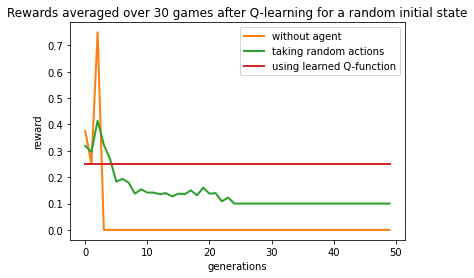 Rewards averaged over 30 games after Q-learning for a random initial state
without agent
taking random actions
using learned Q-function
reward
0.7
0.6
0.5
0.4
0.3
0.2
0.1
0.0
0 10 20 30 40 50
generations